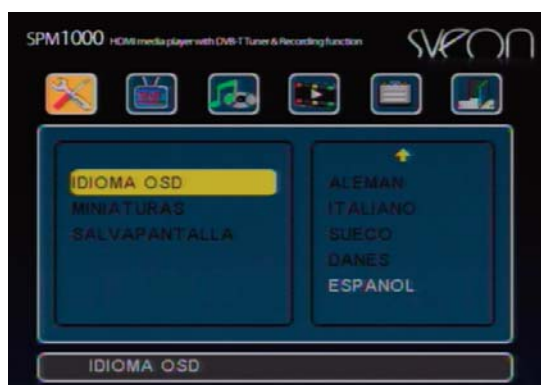 SPM1000 HDMI media player with DVB-T Tuner & Recording function
sveon
IDIOMA OSD
MINIATURAS
SALVAPANTALLA
ALEMAN
ITALIANO
SUECO
DANES
ESPANOL
IDIOMA OSD